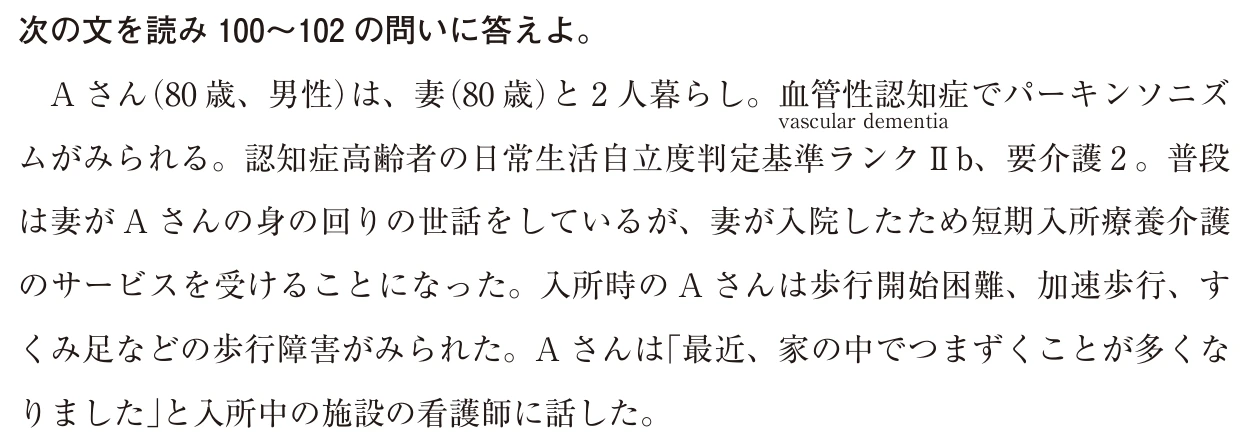 次の文を読み 100～102 の問いに答えよ。
A さん(80 歳、男性)は、妻(80 歳)と 2 人暮らし。血管性認知症でパーキンソニズ
vascular dementia
ムがみられる。認知症高齢者の日常生活自立度判定基準ランクⅡb、要介護 2 。普段
は妻が A さんの身の回りの世話をしているが、妻が入院したため短期入所療養介護
のサービスを受けることになった。入所時の A さんは歩行開始困難、加速歩行、す
くみ足などの歩行障害がみられた。A さんは｢最近、家の中でつまずくことが多くな
りました｣と入所中の施設の看護師に話した。